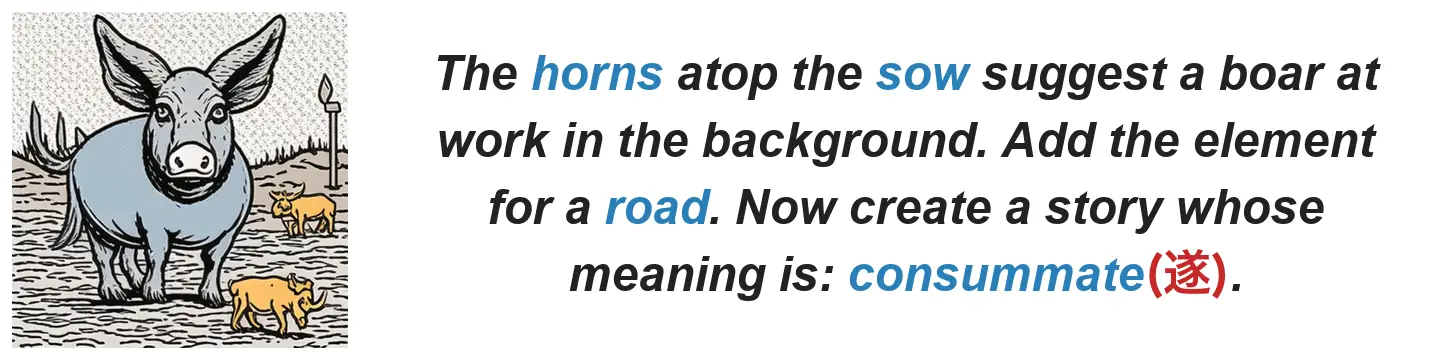 The horns atop the sow suggest a boar at
work in the background. Add the element
for a road. Now create a story whose
meaning is: consummate(遂).